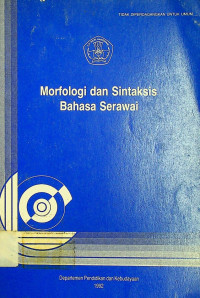 TIDAK DIPERDAGANGKAN UNTUK UMUM
Morfologi dan Sintaksis
Bahasa Serawai
Departemen Pendidikan dan Kebudayaan
1992